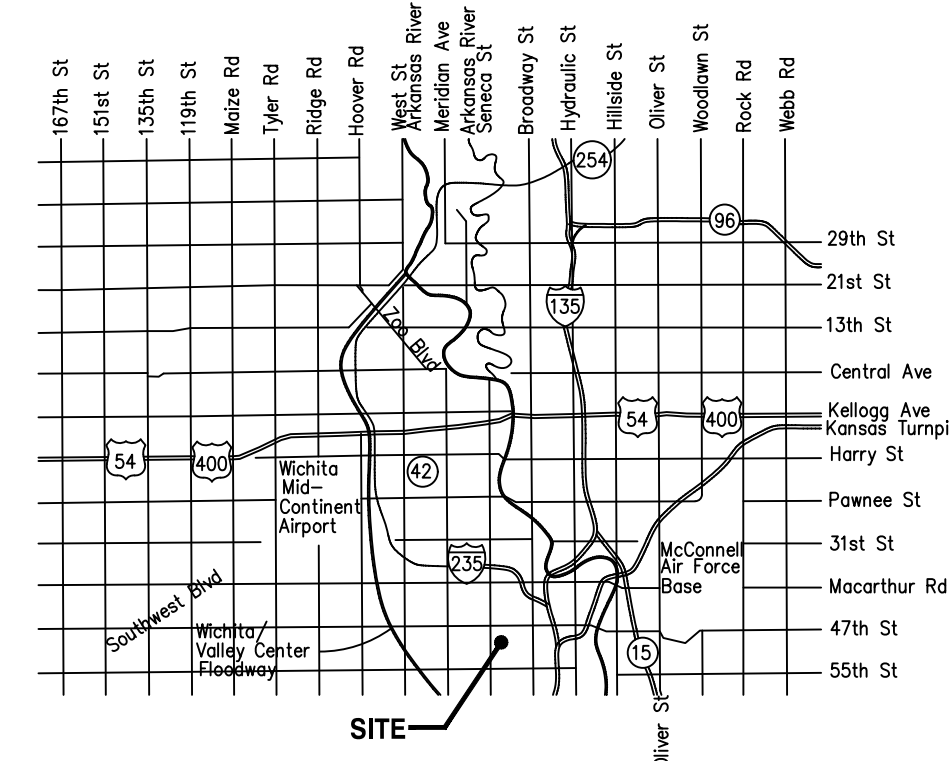 167th St
151st St
135th St
119th St
Maize Rd
Tyler Rd
Ridge Rd
Hoover Rd
West St
Arkansas River
Meridian Ave
Arkansas River
Seneca St
Broadway St
Hydraulic St
Hillside St
Oliver St
Woodlawn St
Rock Rd
Webb Rd
254
96
29th St
21st St
135
13th St
Zoo Blvd
Central Ave
54
400
Kellogg Ave
Kansas Turnpi
54
400
Harry St
Wichita
Mid-
Continent
Airport
42
Pawnee St
31st St
McConnell
Air Force
Base
235
Macarthur Rd
Southwest Blvd
Wichita/
Valley Center
Floodway
47th St
15
55th St
SITE
Oliver St